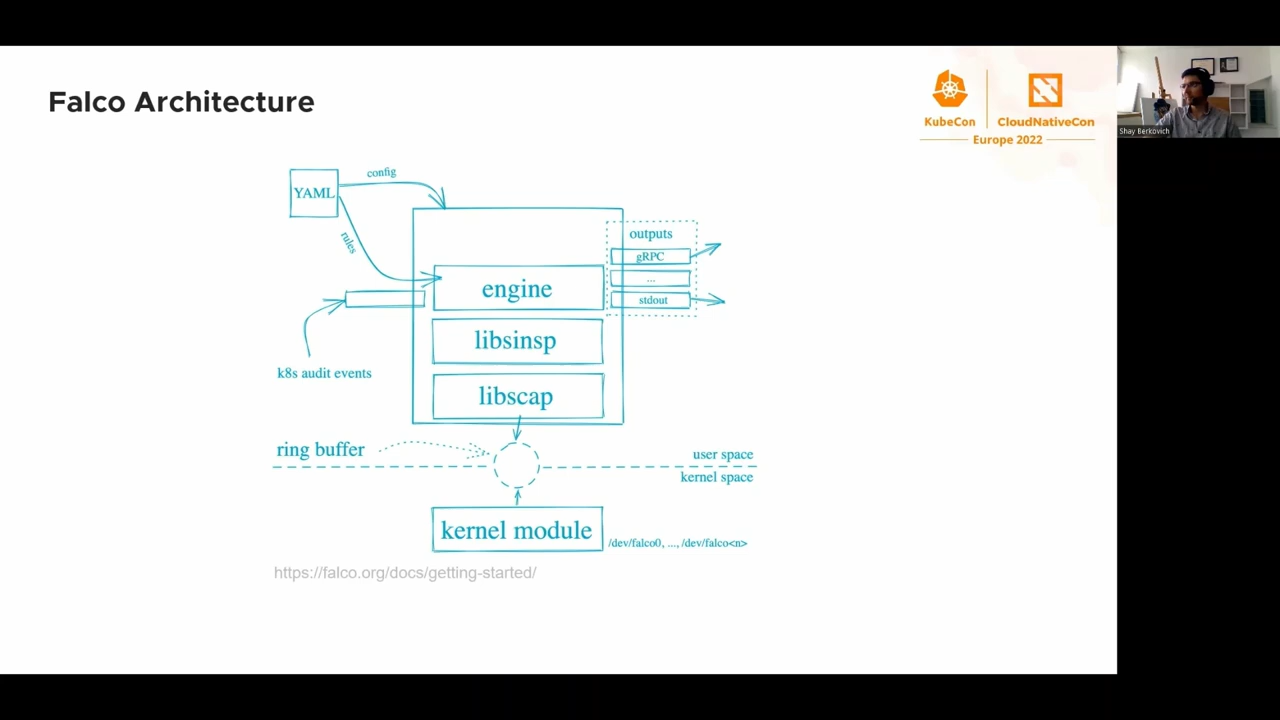 Falco Architecture
KubeCon
CloudNativeCon
Europe 2022
Shay Berkovich
YAML
config
rules
outputs
gRPC
...
stdout
engine
libsinsp
libscap
k8s audit events
ring buffer
user space
kernel space
kernel module
/dev/falco0, ..., /dev/falco<n>
https://falco.org/docs/getting-started/